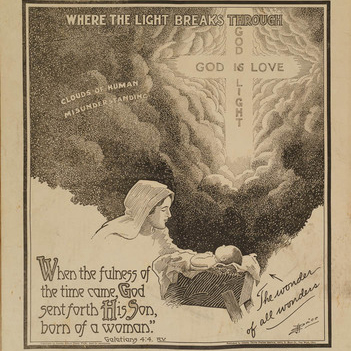 WHERE THE LIGHT BREAKS THROUGH
GOD
GOD IS LOVE
IS
LIGHT
CLOUDS OF HUMAN
MISUNDERSTANDING
When the fulness of
the time came, God
sent forth His Son,
born of a woman."
Galatians 4:4. R.V.
The wonder
of all wonders